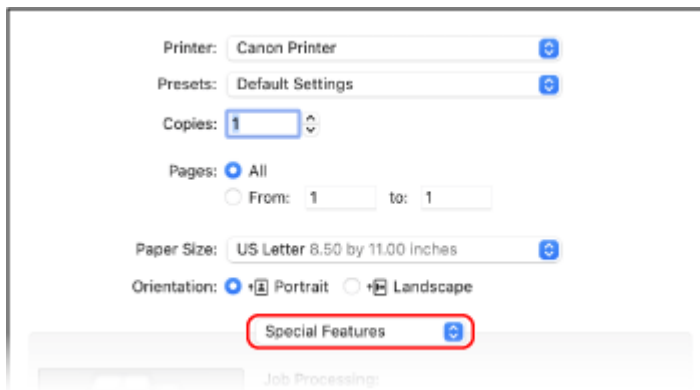 Printer: Canon Printer
Presets: Default Settings
Copies: 1
Pages: All
From: 1 to: 1
Paper Size: US Letter 8.50 by 11.00 inches
Orientation: Portrait Landscape
Special Features
Job Processing: